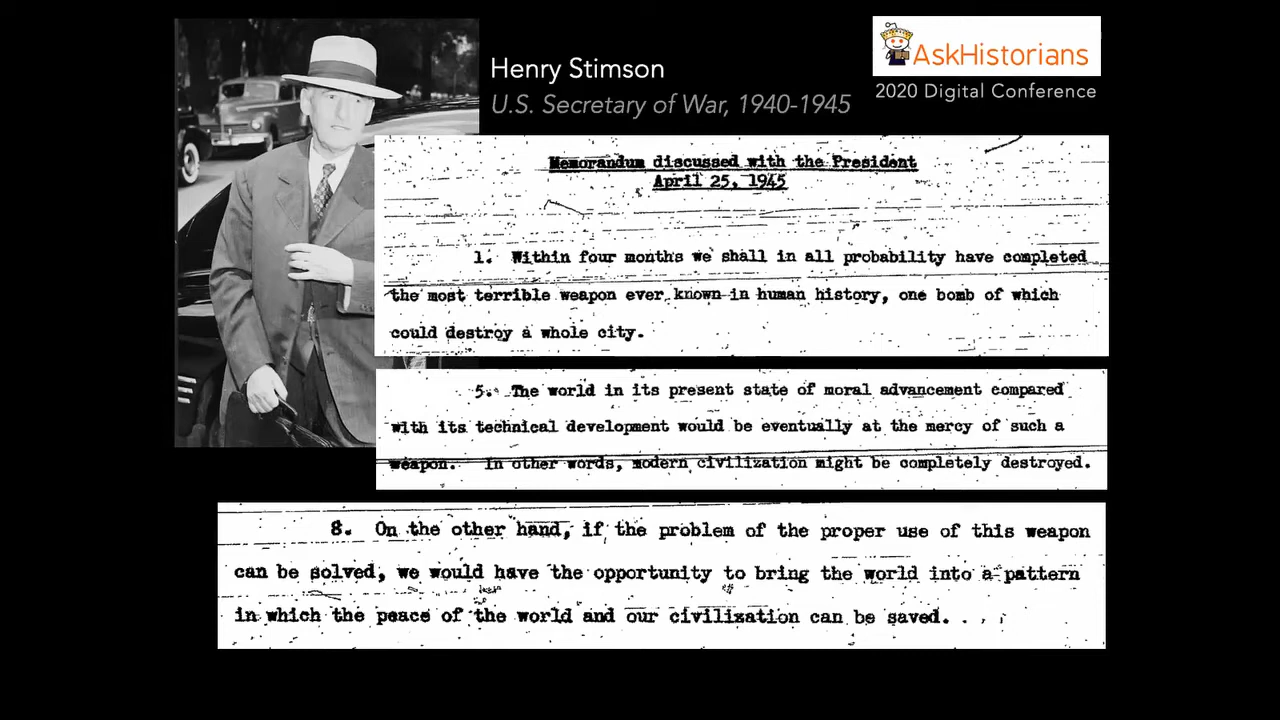 Henry Stimson
U.S. Secretary of War, 1940-1945
AskHistorians
2020 Digital Conference
Memorandum discussed with the President
April 25, 1945
1. Within four months we shall in all probability have completed
the most terrible weapon ever known in human history, one bomb of which
could destroy a whole city.
5. The world in its present state of moral advancement compared
with its technical development would be eventually at the mercy of such a
weapon. In other words, modern civilization might be completely destroyed.
8. On the other hand, if the problem of the proper use of this weapon
can be solved, we would have the opportunity to bring the world into a pattern
in which the peace of the world and our civilization can be saved. . . .